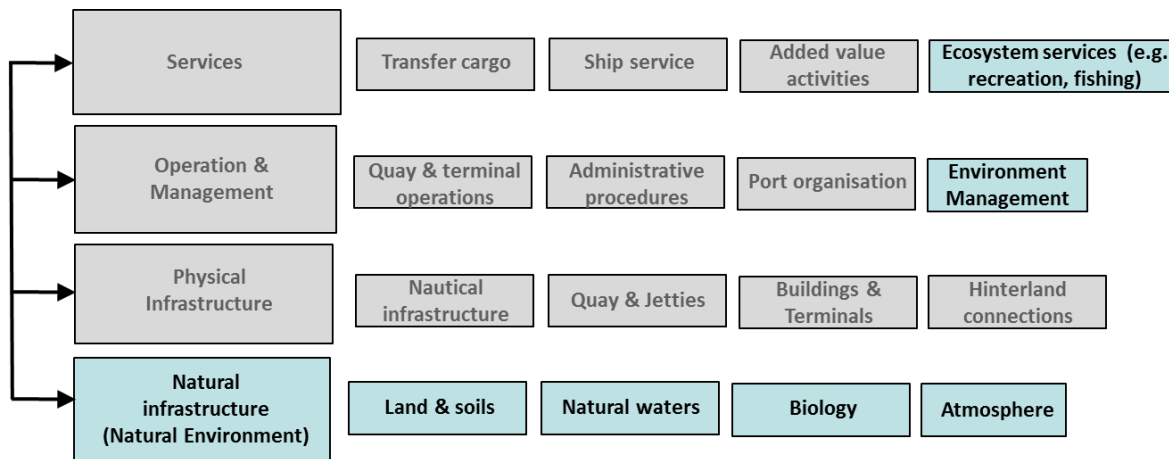 Services
Transfer cargo
Ship service
Added value
activities
Ecosystem services (e.g.
recreation, fishing)
Operation &
Management
Quay & terminal
operations
Administrative
procedures
Port organisation
Environment
Management
Physical
Infrastructure
Nautical
infrastructure
Quay & Jetties
Buildings &
Terminals
Hinterland
connections
Natural
infrastructure
(Natural Environment)
Land & soils
Natural waters
Biology
Atmosphere